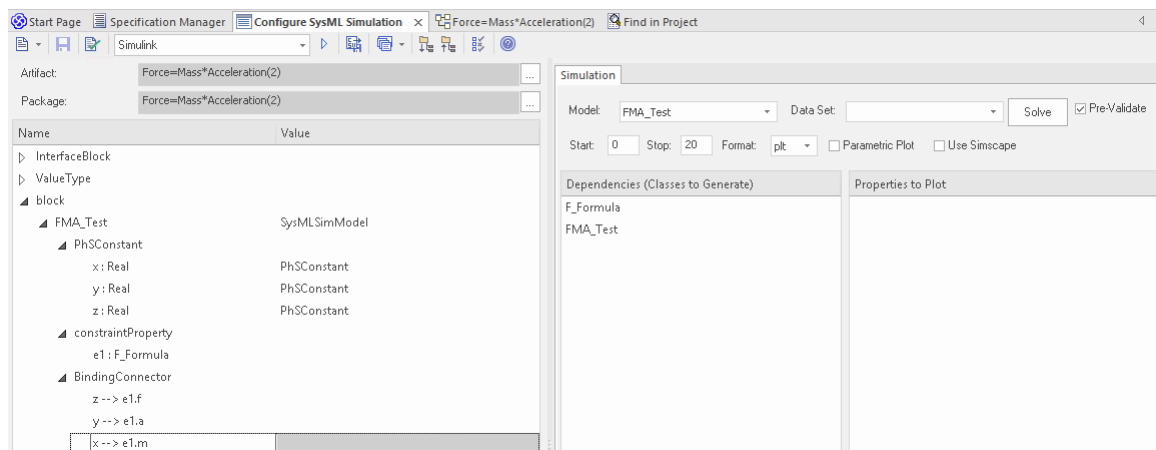 Start Page Specification Manager Configure SysML Simulation × Force=Mass*Acceleration(2) Find in Project
Simulink
Artifact: Force=Mass*Acceleration(2) ...
Package: Force=Mass*Acceleration(2) ...
Name Value
InterfaceBlock
ValueType
block
FMA_Test SysMLSimModel
PhSConstant
x : Real PhSConstant
y : Real PhSConstant
z : Real PhSConstant
constraintProperty
e1 : F_Formula
BindingConnector
z --> e1.f
y --> e1.a
x --> e1.m
Simulation
Model: FMA_Test Data Set: Solve Pre-Validate
Start: 0 Stop: 20 Format: plt Parametric Plot Use Simscape
Dependencies (Classes to Generate) Properties to Plot
F_Formula
FMA_Test